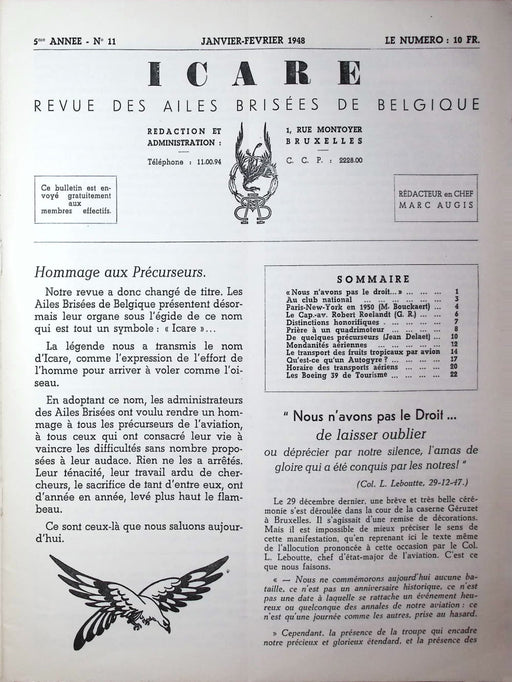 5me ANNEE - N° 11
JANVIER-FEVRIER 1948
LE NUMERO : 10 FR.
ICARE
REVUE DES AILES BRISÉES DE BELGIQUE
REDACTION ET
ADMINISTRATION :
Téléphone : 11.00.94
1, RUE MONTOYER
BRUXELLES
C. C. P. : 2228.00
Ce bulletin est en-
voyé gratuitement
aux
membres effectifs.
RÉDACTEUR en CHEF
MARC AUGIS
Hommage aux Précurseurs.
Notre revue a donc changé de titre. Les
Ailes Brisées de Belgique présentent désor-
mais leur organe sous l'égide de ce nom
qui est tout un symbole : « Icare »...
La légende nous a transmis le nom
d'Icare, comme l'expression de l'effort de
l'homme pour arriver à voler comme l'oi-
seau.
En adoptant ce nom, les administrateurs
des Ailes Brisées ont voulu rendre un hom-
mage à tous les précurseurs de l'aviation,
à tous ceux qui ont consacré leur vie à
vaincre les difficultés sans nombre propo-
sées à leur audace. Rien ne les a arrêtés.
Leur ténacité, leur travail ardu de cher-
cheurs, le sacrifice de tant d'entre eux, ont
d'année en année, levé plus haut le flam-
beau.
Ce sont ceux-là que nous saluons aujour-
d'hui.
SOMMAIRE
« Nous n'avons pas le droit... » ... ... ... 1
Au club national ... ... ... ... ... ... 3
Paris-New-York en 1950 (M. Bouckaert) ... 4
Le Cap.-av. Robert Roelandt (G. R.) ... ... 6
Distinctions honorifiques . ... ... ... ... 7
Prière à un quadrimoteur ... ... ... ... 8
De quelques précurseurs (Jean Delaet) ... 10
Mondanités aériennes ... ... ... ... ... 12
Le transport des fruits tropicaux par avion 14
Qu'est-ce qu'un Autogyre ? ... ... ... ... 17
Horaire des transports aériens ... ... ... 20
Les Boeing 39 de Tourisme ... ... ... ... 22
" Nous n'avons pas le Droit ...
de laisser oublier
ou déprécier par notre silence, l'amas de
gloire qui a été conquis par les notres! "
(Col. L. Leboutte, 29-12-47.)
Le 29 décembre dernier, une brève et très belle céré-
monie s'est déroulée dans la cour de la caserne Géruzet
à Bruxelles. Il s'agissait d'une remise de décorations.
Mais il est impossible de mieux préciser le sens de
cette manifestation, qu'en reprenant ici le texte même
de l'allocution prononcée à cette occasion par le Col.
L. Leboutte, chef d'état-major de l'aviation. C'est ce
que nous faisons.
« — Nous ne commémorons aujourd'hui aucune ba-
taille, ce n'est pas un anniversaire historique, ce n'est
pas une date à laquelle se rattache un événement heu-
reux ou quelconque des annales de notre aviation : ce
n'est qu'une journée comme les autres, prise au hasard.
» Cependant, la présence de la troupe qui encadre
notre précieux et glorieux étendard, et la présence des